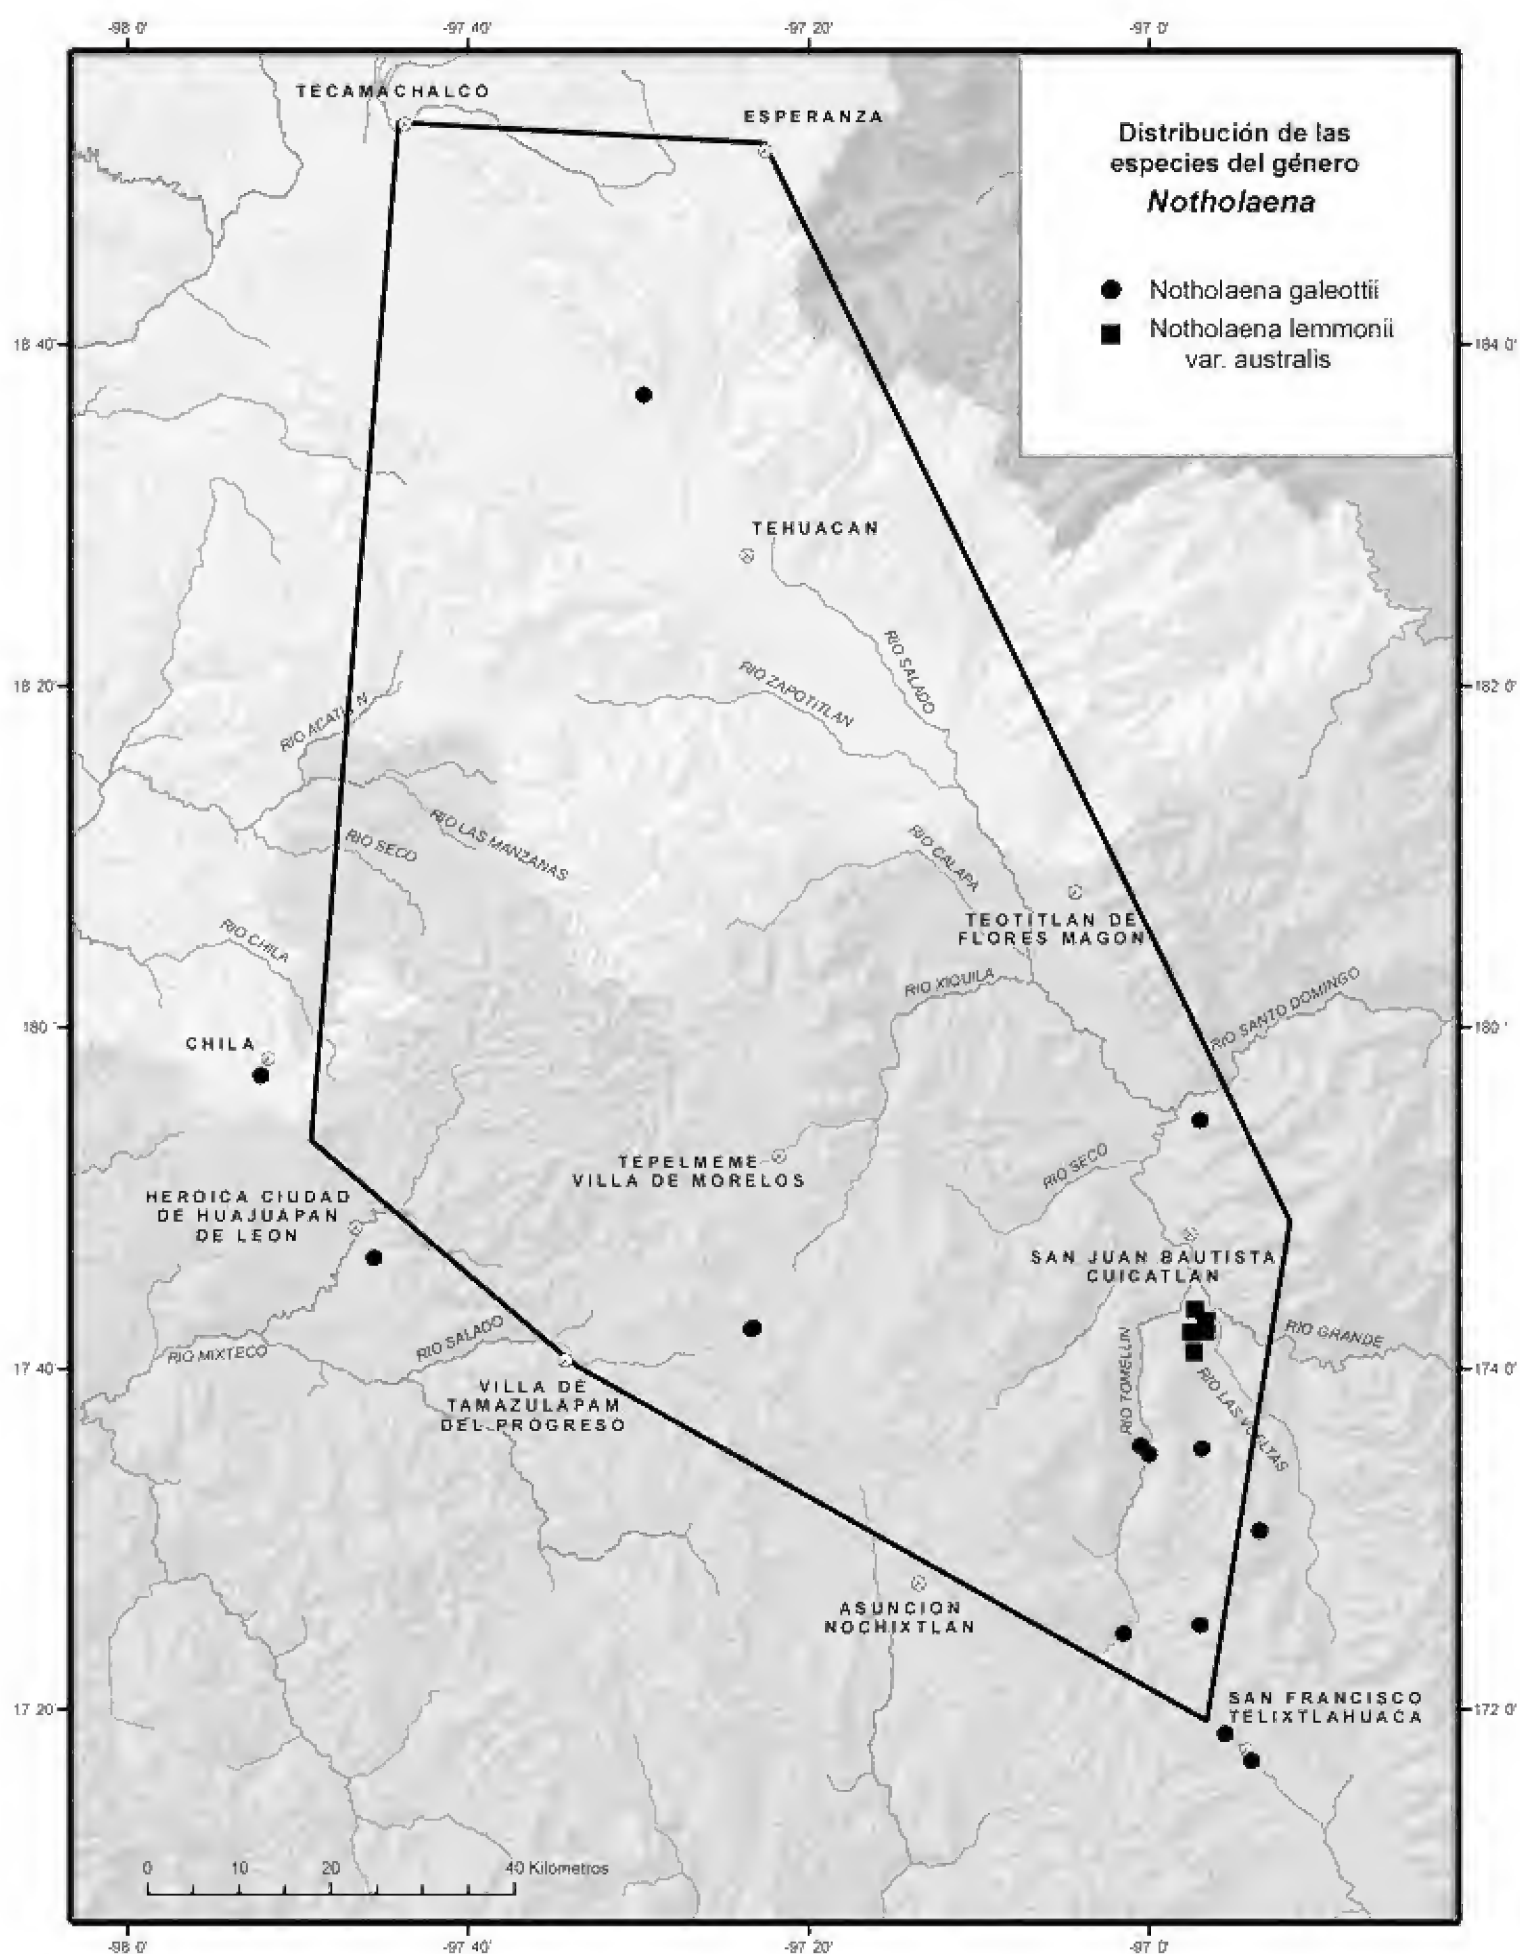 -98 0'
-97 40'
-97 20'
-97 0'
TECAMACHALCO
ESPERANZA
Distribución de las
especies del género
Notholaena
Notholaena galeottii
Notholaena lemmonii
var. australis
18 40'
184 0'
TEHUACAN
RIO SALADO
RIO ZAPOTITLAN
18 20'
182 0'
RIO ACATLAN
RIO LAS MANZANAS
RIO SECO
RIO CALAPA
TEOTITLAN DE
FLORES MAGON
RIO CHILA
RIO XIQUILA
RIO SANTO DOMINGO
180 '
180 '
CHILA
TEPELMEME
VILLA DE MORELOS
RIO SECO
HEROICA CIUDAD
DE HUAJUAPAN
DE LEON
SAN JUAN BAUTISTA
CUICATLAN
RIO SALADO
RIO MIXTECO
RIO GRANDE
17 40'
174 0'
RIO TOMELLIN
RIO LAS VUELTAS
VILLA DE
TAMAZULAPAM
DEL PROGRESO
ASUNCION
NOCHIXTLAN
SAN FRANCISCO
TELIXTLAHUACA
17 20'
172 0'
0 10 20 40 Kilómetros
-98 0'
-97 40'
-97 20'
-97 0'